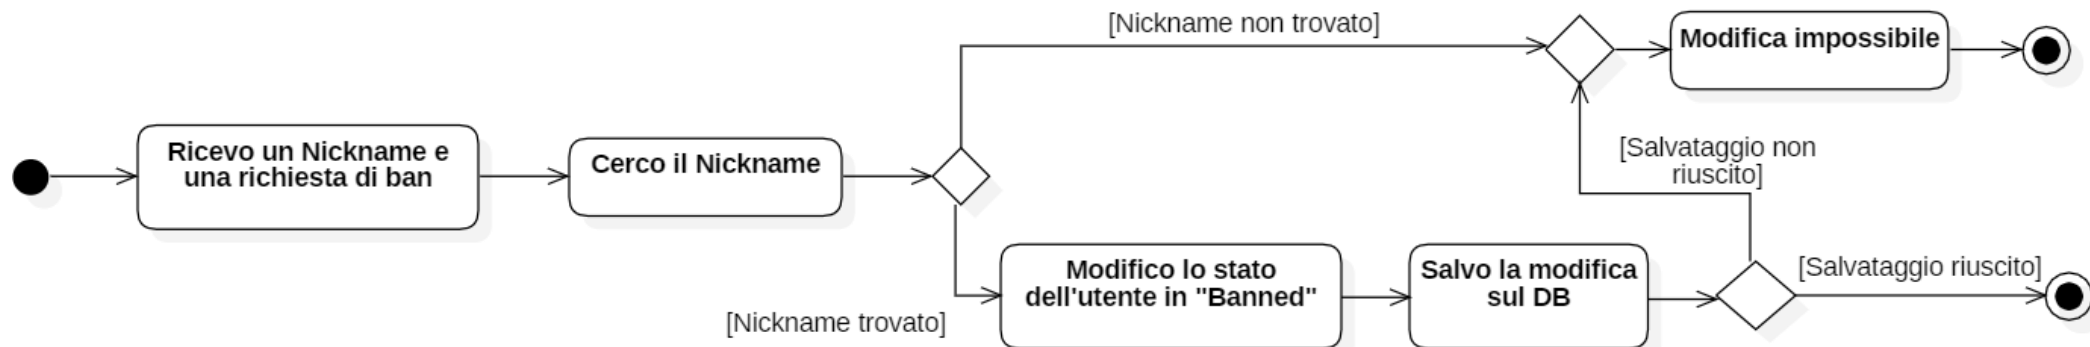 [Nickname non trovato]
Modifica impossibile
Ricevo un Nickname e
una richiesta di ban
Cerco il Nickname
[Salvataggio non
riuscito]
Modifico lo stato
dell'utente in "Banned"
Salvo la modifica
sul DB
[Salvataggio riuscito]
[Nickname trovato]